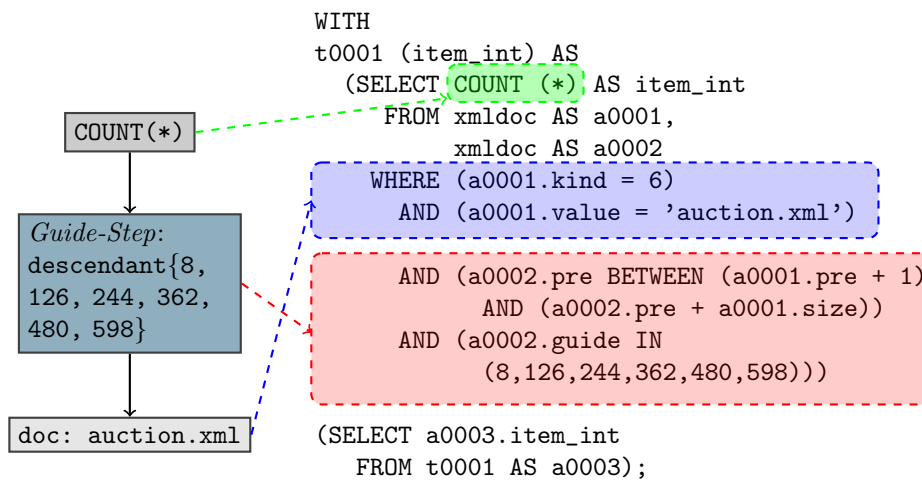 WITH
t0001 (item_int) AS
(SELECT COUNT (*) AS item_int
FROM xmldoc AS a0001,
xmldoc AS a0002
WHERE (a0001.kind = 6)
AND (a0001.value = ’auction.xml’)
AND (a0002.pre BETWEEN (a0001.pre + 1)
AND (a0002.pre + a0001.size))
AND (a0002.guide IN
(8,126,244,362,480,598)))
(SELECT a0003.item_int
FROM t0001 AS a0003);
COUNT(*)
Guide-Step:
descendant{8,
126, 244, 362,
480, 598}
doc: auction.xml